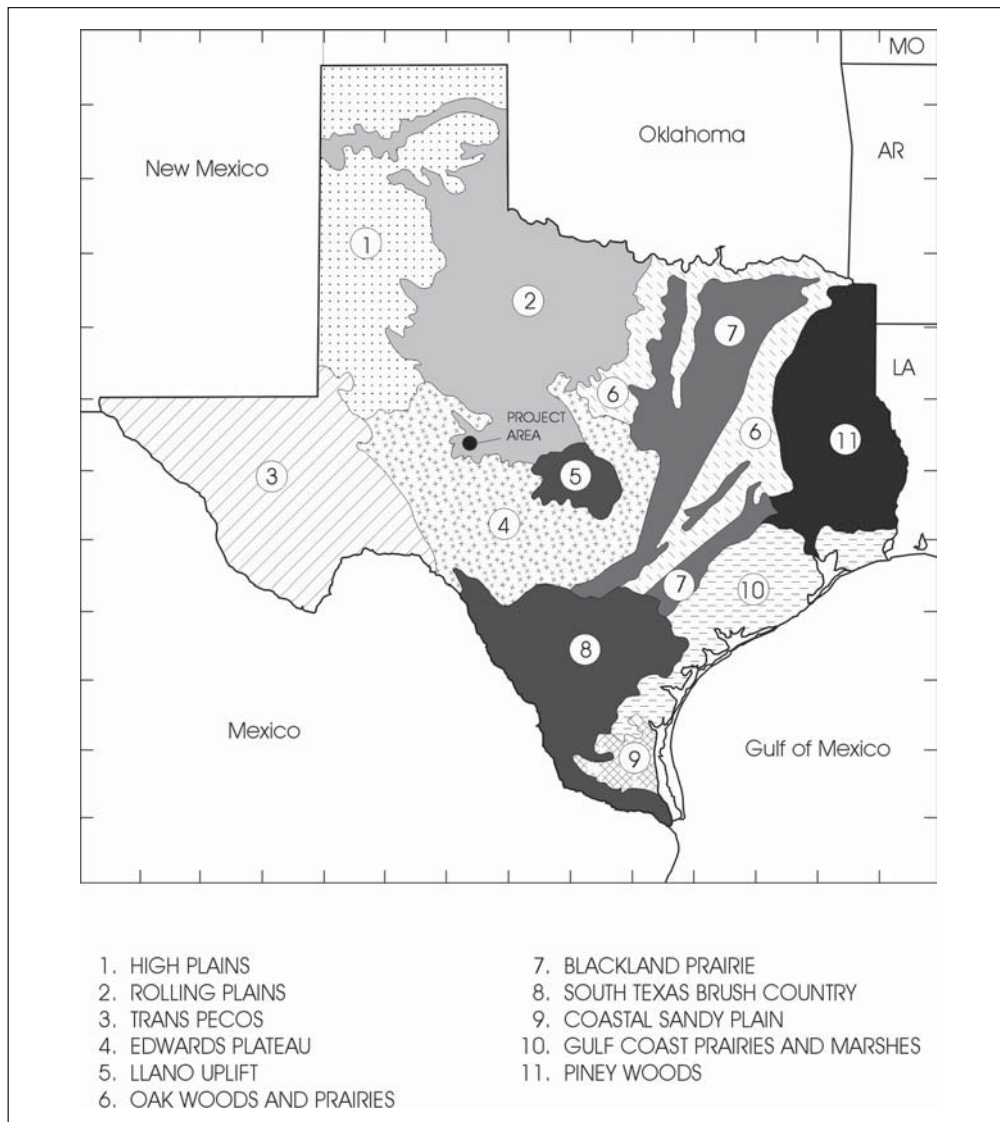 MO
Oklahoma
AR
New Mexico
1
2
7
LA
6
PROJECT
AREA
6
11
3
5
4
7
10
8
Mexico
Gulf of Mexico
9
1. HIGH PLAINS
2. ROLLING PLAINS
3. TRANS PECOS
4. EDWARDS PLATEAU
5. LLANO UPLIFT
6. OAK WOODS AND PRAIRIES
7. BLACKLAND PRAIRIE
8. SOUTH TEXAS BRUSH COUNTRY
9. COASTAL SANDY PLAIN
10. GULF COAST PRAIRIES AND MARSHES
11. PINEY WOODS